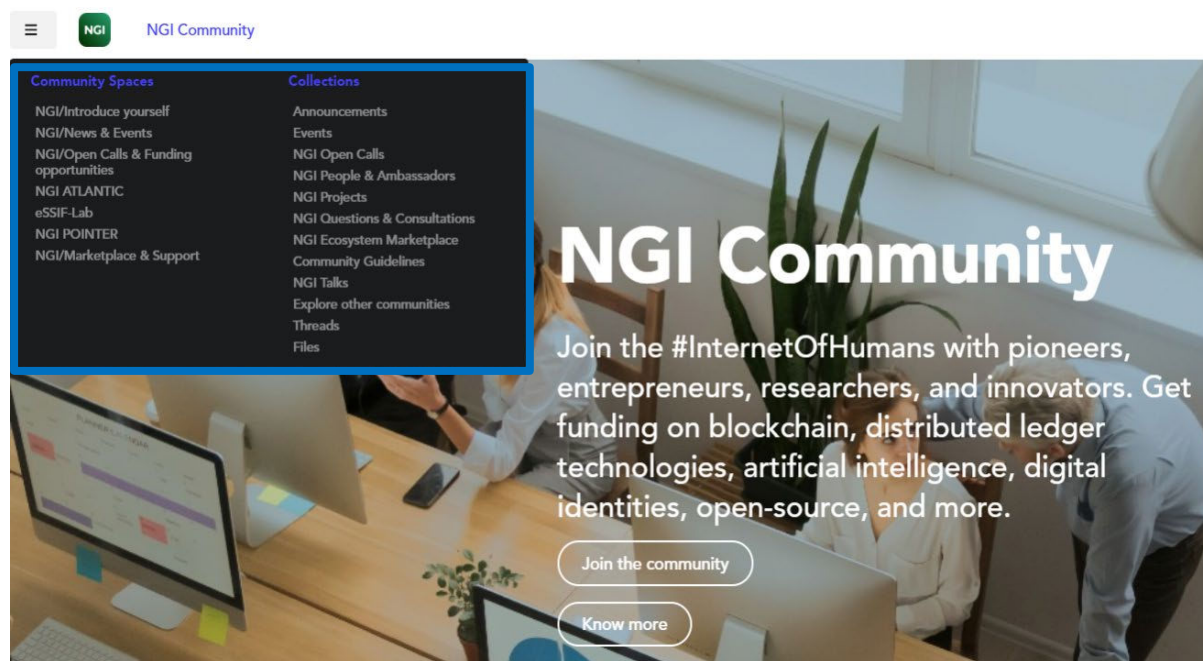 NGI
NGI Community
Community Spaces
NGI/Introduce yourself
NGI/News & Events
NGI/Open Calls & Funding
opportunities
NGI ATLANTIC
eSSIF-Lab
NGI POINTER
NGI/Marketplace & Support
Collections
Announcements
Events
NGI Open Calls
NGI People & Ambassadors
NGI Projects
NGI Questions & Consultations
NGI Ecosystem Marketplace
Community Guidelines
NGI Talks
Explore other communities
Threads
Files
NGI Community
Join the #InternetOfHumans with pioneers,
entrepreneurs, researchers, and innovators. Get
funding on blockchain, distributed ledger
technologies, artificial intelligence, digital
identities, open-source, and more.
Join the community
Know more